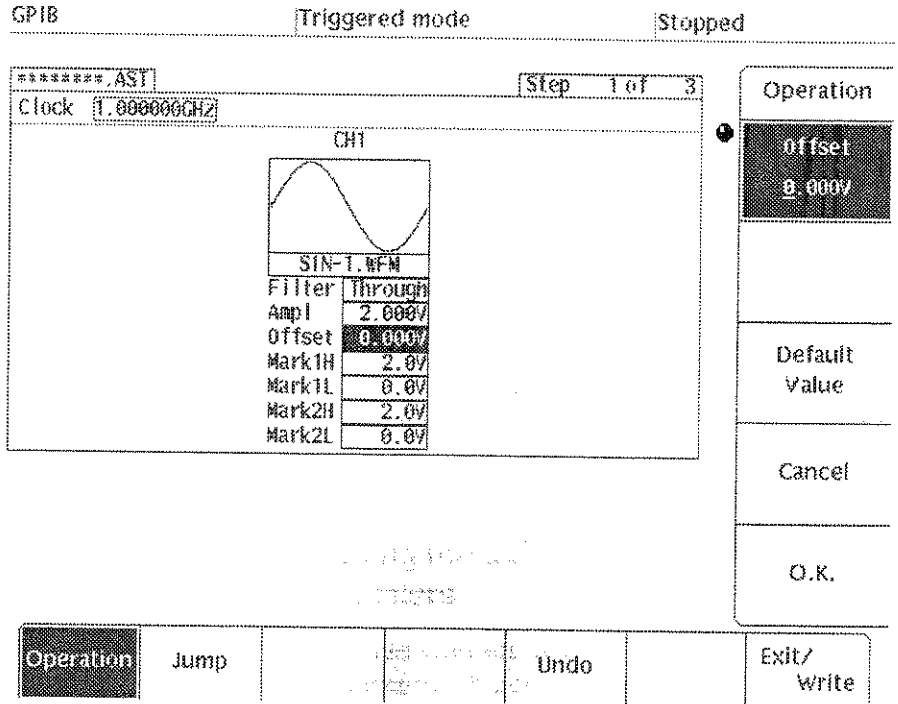 GPIB Triggered mode Stopped
********.AST Step 1 of 3
Clock 1.000000GHz
CH1
SIN-1.WFM
Filter Through
Ampl 2.000V
Offset 0.000V
Mark1H 2.0V
Mark1L 0.0V
Mark2H 2.0V
Mark2L 0.0V
Operation
Offset
0.000V
Default
Value
Cancel
O.K.
Operation Jump Undo Exit/
Write